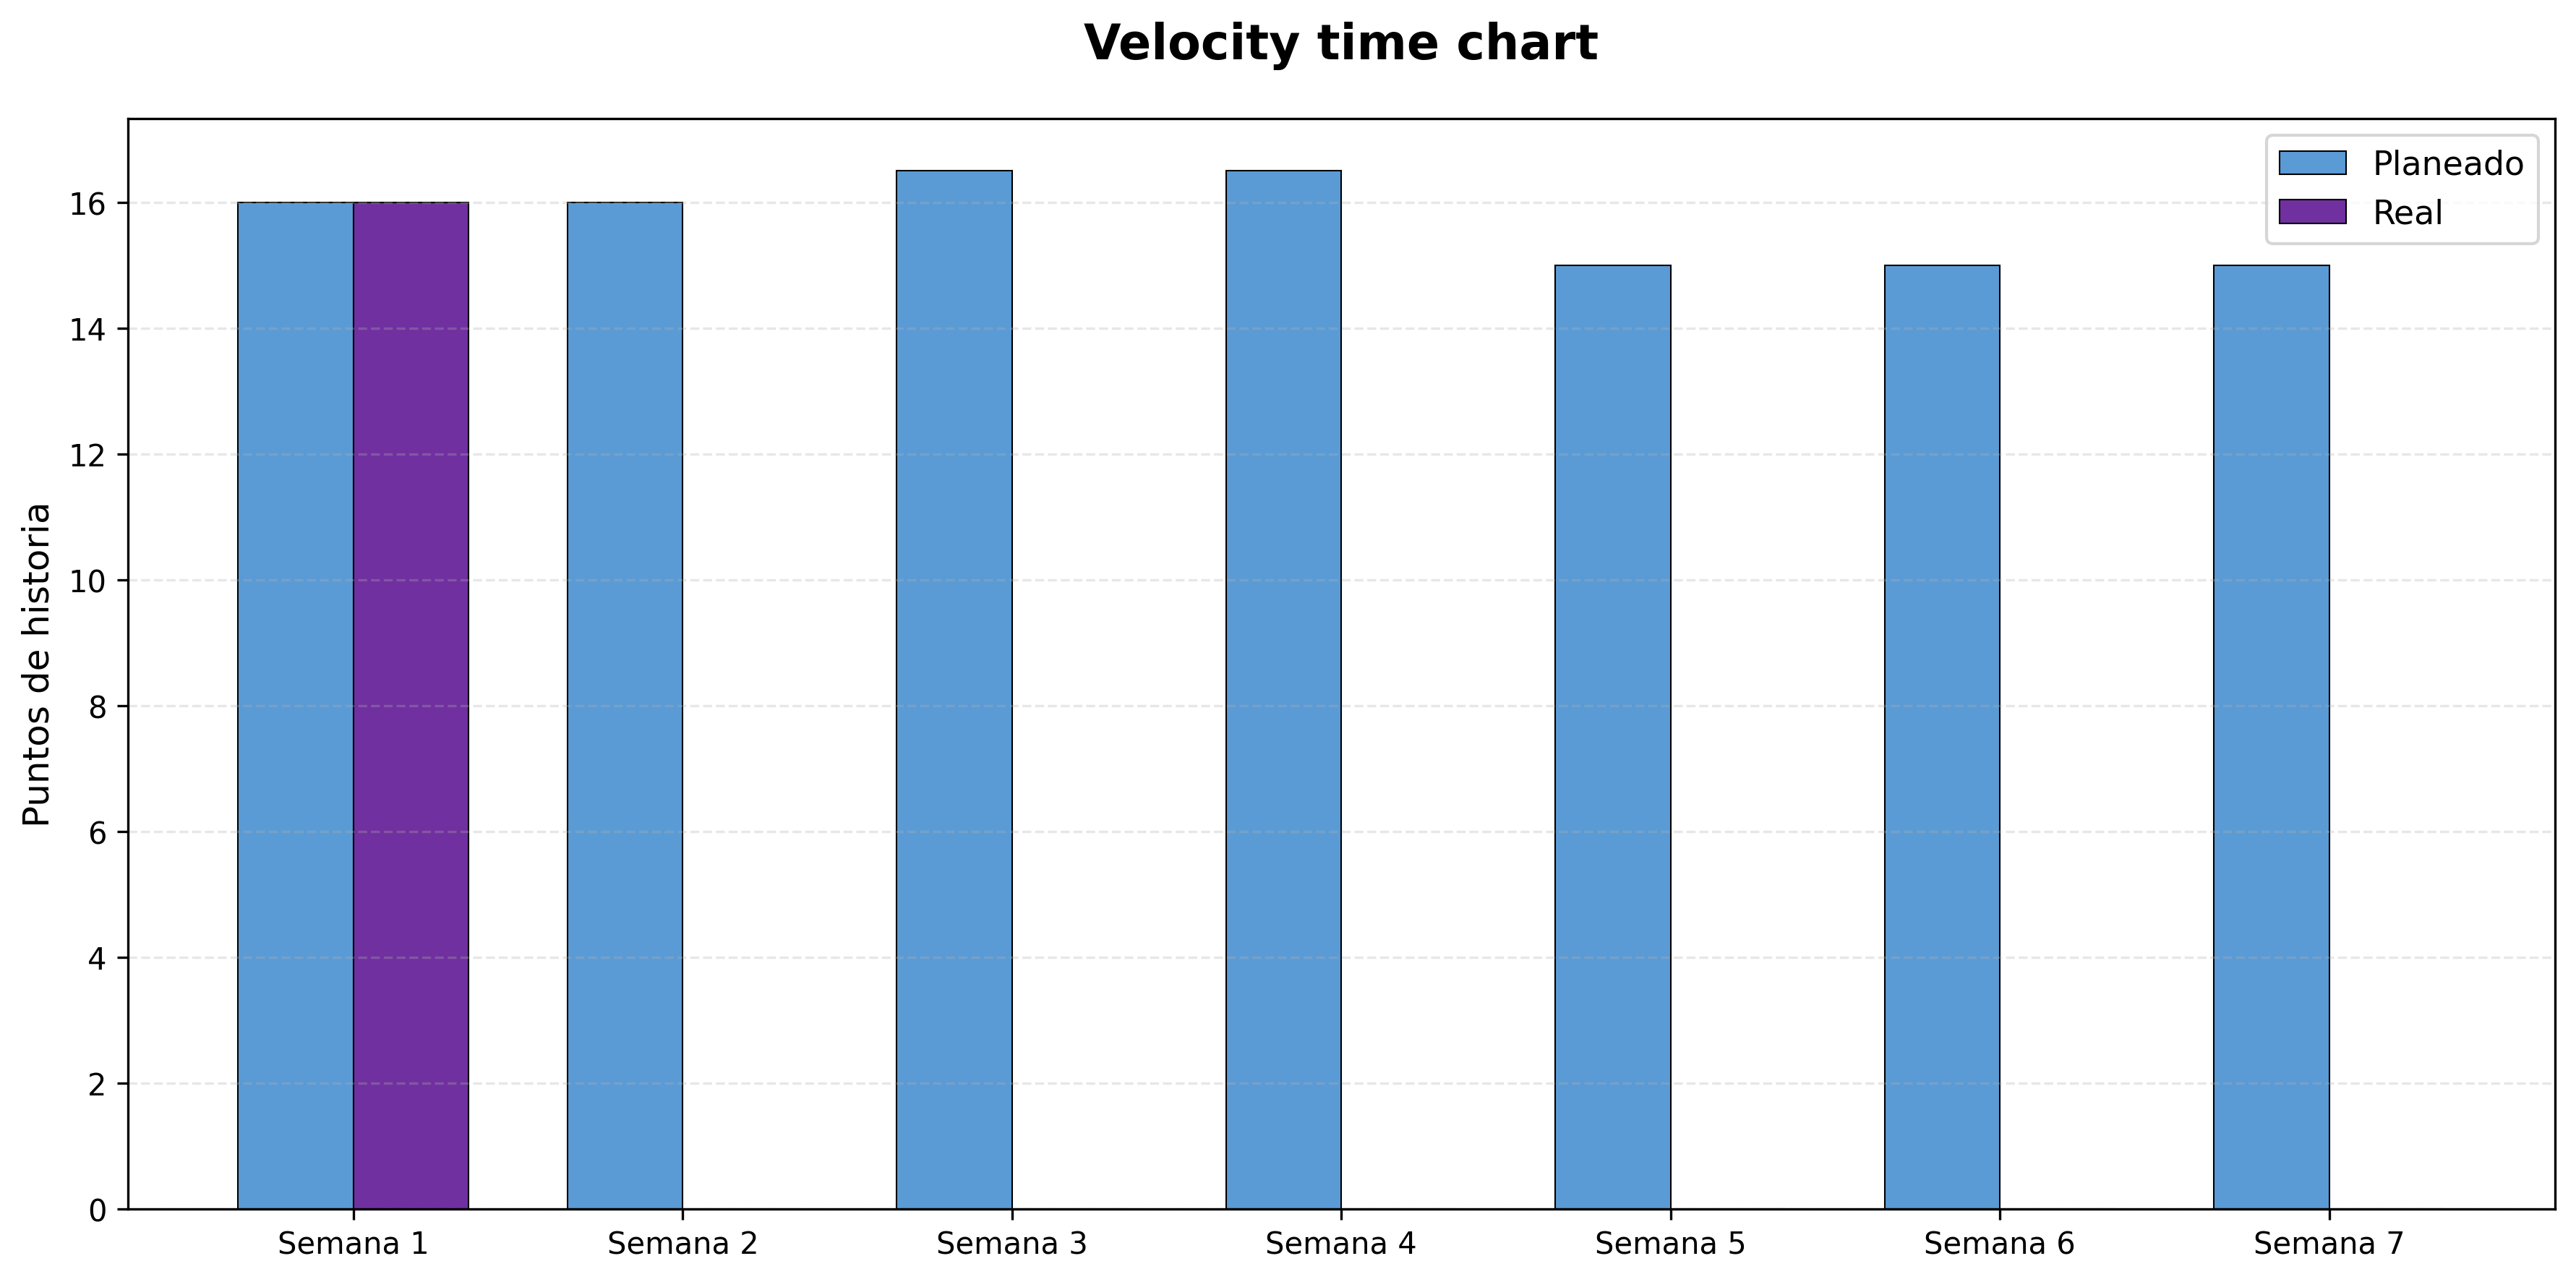 Velocity time chart
Planeado
Real
Puntos de historia
16
14
12
10
8
6
4
2
0
Semana 1
Semana 2
Semana 3
Semana 4
Semana 5
Semana 6
Semana 7